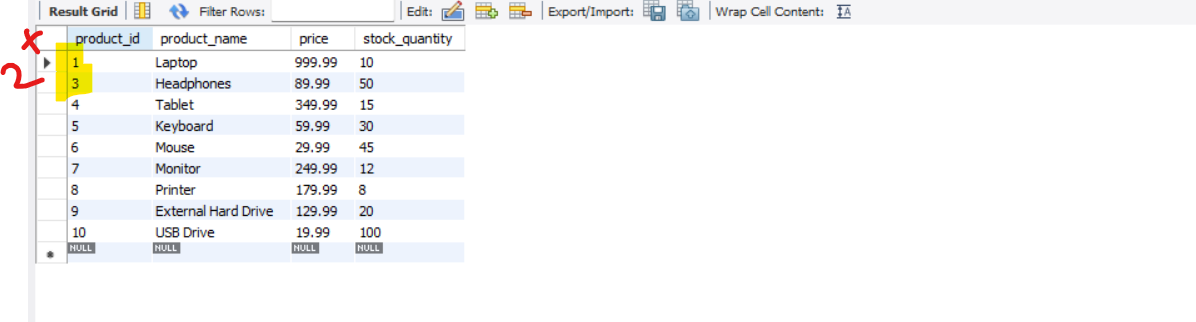 Result Grid Filter Rows: Edit: Export/Import: Wrap Cell Content: IA
product_id product_name price stock_quantity
1 Laptop 999.99 10
2 x
3 Headphones 89.99 50
4 Tablet 349.99 15
5 Keyboard 59.99 30
6 Mouse 29.99 45
7 Monitor 249.99 12
8 Printer 179.99 8
9 External Hard Drive 129.99 20
10 USB Drive 19.99 100
NULL NULL NULL NULL